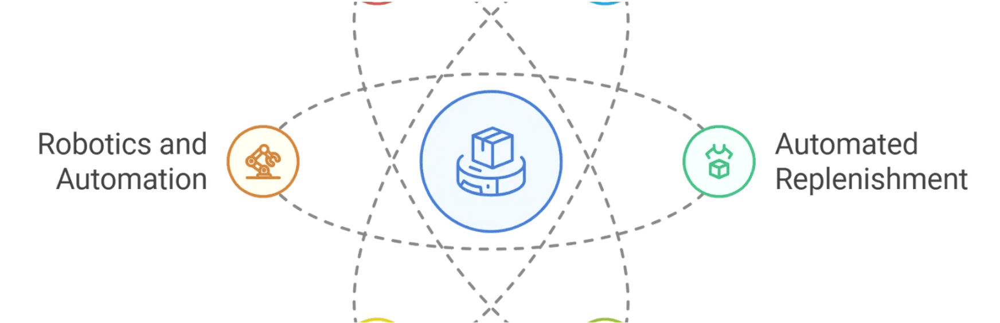 Robotics and
Automation
Automated
Replenishment